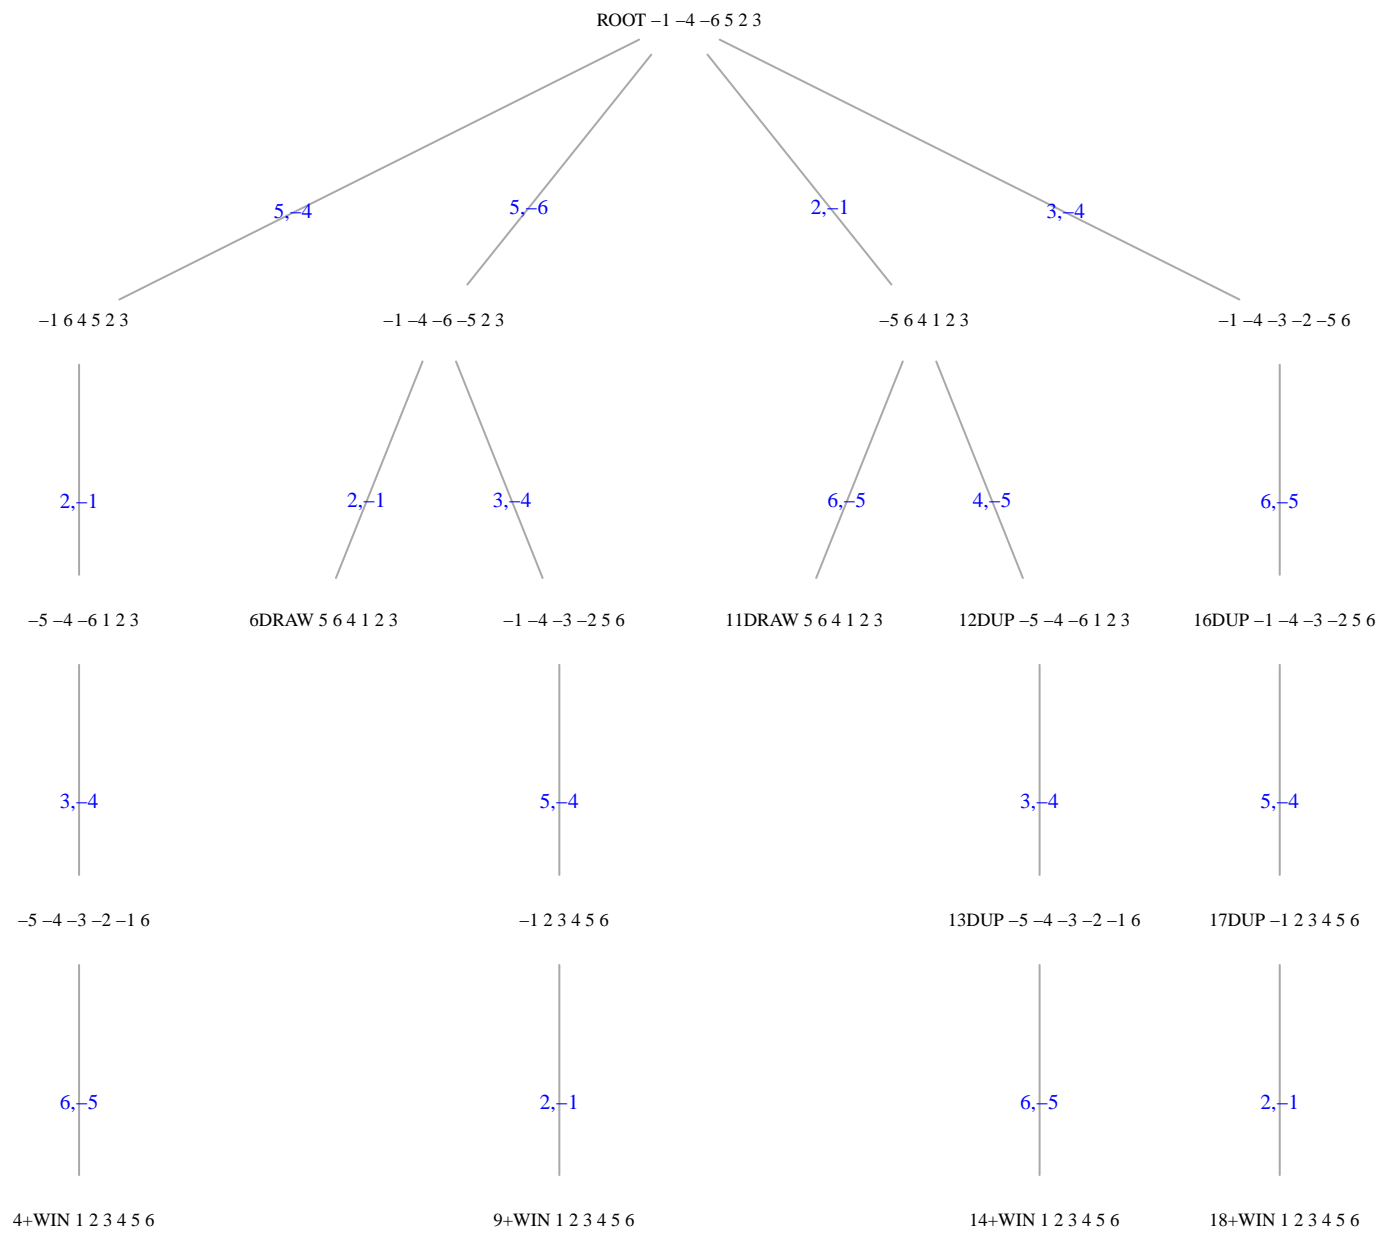 ROOT –1 –4 –6 5 2 3
5,–4
5,–6
2,–1
3,–4
–1 6 4 5 2 3
–1 –4 –6 –5 2 3
–5 6 4 1 2 3
–1 –4 –3 –2 –5 6
2,–1
2,–1
3,–4
6,–5
4,–5
6,–5
–5 –4 –6 1 2 3
6DRAW 5 6 4 1 2 3
–1 –4 –3 –2 5 6
11DRAW 5 6 4 1 2 3
12DUP –5 –4 –6 1 2 3
16DUP –1 –4 –3 –2 5 6
3,–4
5,–4
3,–4
5,–4
–5 –4 –3 –2 –1 6
–1 2 3 4 5 6
13DUP –5 –4 –3 –2 –1 6
17DUP –1 2 3 4 5 6
6,–5
2,–1
6,–5
2,–1
4+WIN 1 2 3 4 5 6
9+WIN 1 2 3 4 5 6
14+WIN 1 2 3 4 5 6
18+WIN 1 2 3 4 5 6